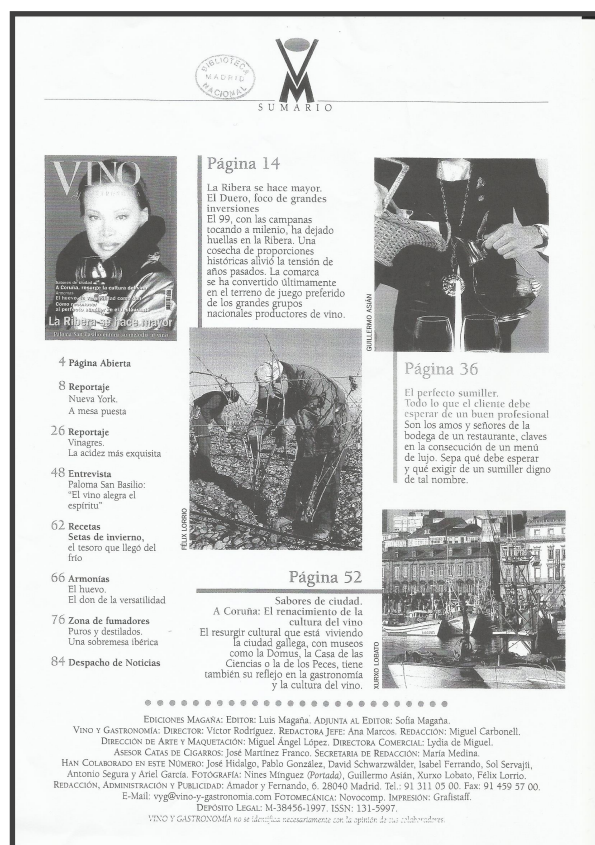 BIBLIOTECA
MADRID
NACIONAL
VM
SUMARIO
VINO
A Coruña, resurge la cultura del vino
La Ribera se hace mayor
Página 14
La Ribera se hace mayor.
El Duero, foco de grandes
inversiones
El 99, con las campanas
tocando a milenio, ha dejado
huellas en la Ribera. Una
cosecha de proporciones
históricas alivió la tensión de
años pasados. La comarca
se ha convertido últimamente
en el terreno de juego preferido
de los grandes grupos
nacionales productores de vino.
GUILLERMO ASIÁN
4 Página Abierta
8 Reportaje
Nueva York.
A mesa puesta
26 Reportaje
Vinagres.
La acidez más exquisita
48 Entrevista
Paloma San Basilio:
“El vino alegra el
espíritu”
62 Recetas
Setas de invierno,
el tesoro que llegó del
frío
66 Armonías
El huevo.
El don de la versatilidad
76 Zona de fumadores
Puros y destilados.
Una sobremesa ibérica
84 Despacho de Noticias
FÉLIX LORRIO
Página 36
El perfecto sumiller.
Todo lo que el cliente debe
esperar de un buen profesional
Son los amos y señores de la
bodega de un restaurante, claves
en la consecución de un menú
de lujo. Sepa qué debe esperar
y qué exigir de un sumiller digno
de tal nombre.
Página 52
Sabores de ciudad.
A Coruña: El renacimiento de la
cultura del vino
El resurgir cultural que está viviendo
la ciudad gallega, con museos
como la Domus, la Casa de las
Ciencias o la de los Peces, tiene
también su reflejo en la gastronomía
y la cultura del vino.
XURXO LOBATO
EDICIONES MAGAÑA: EDITOR: Luis Magaña. ADJUNTA AL EDITOR: Sofía Magaña.
VINO Y GASTRONOMÍA: DIRECTOR: Víctor Rodríguez. REDACTORA JEFE: Ana Marcos. REDACCIÓN: Miguel Carbonell.
DIRECCIÓN DE ARTE Y MAQUETACIÓN: Miguel Ángel López. DIRECTORA COMERCIAL: Lydia de Miguel.
ASESOR CATAS DE CIGARROS: José Martínez Franco. SECRETARIA DE REDACCIÓN: María Medina.
HAN COLABORADO EN ESTE NÚMERO: José Hidalgo, Pablo González, David Schwarzwälder, Isabel Ferrando, Sol Servajit,
Antonio Segura y Ariel García. FOTOGRAFÍA: Nines Mínguez (Portada), Guillermo Asián, Xurxo Lobato, Félix Lorrio.
REDACCIÓN, ADMINISTRACIÓN Y PUBLICIDAD: Amador y Fernando, 6. 28040 Madrid. Tel.: 91 311 05 00. Fax: 91 459 57 00.
E-Mail: vyg@vino-y-gastronomia.com FOTOMECÁNICA: Novocomp. IMPRESIÓN: Grafistaff.
DEPÓSITO LEGAL: M-38456-1997. ISSN: 131-5997.
VINO Y GASTRONOMÍA no se identifica necesariamente con la opinión de sus colaboradores.